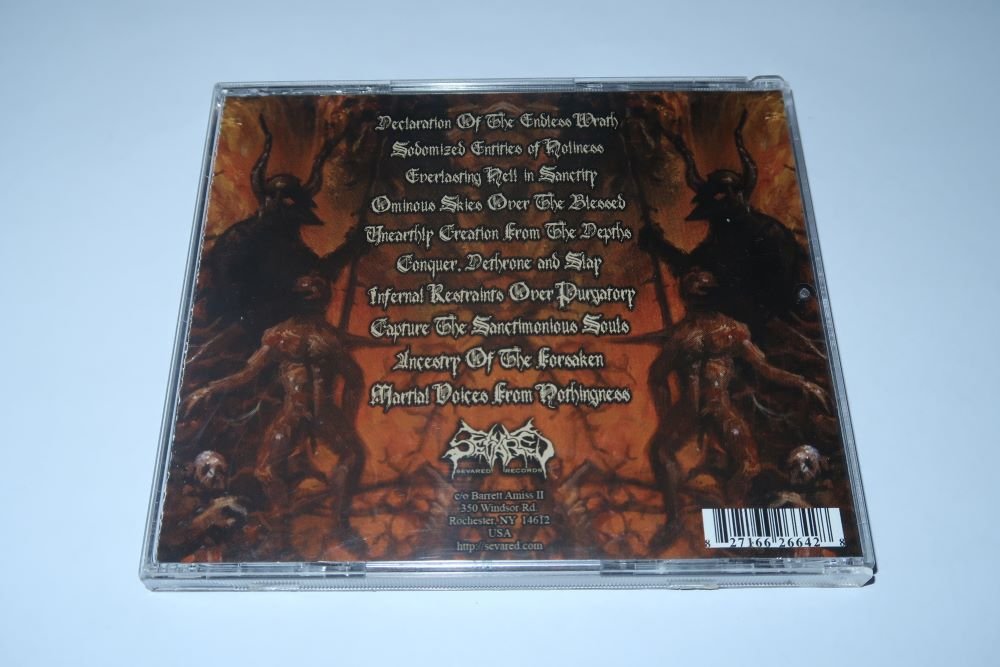 Declaration Of The Endless Wrath
Sodomized Entities of Holiness
Everlasting Hell in Sanctity
Ominous Skies Over The Blessed
Unearthly Creation From The Depths
Conquer, Dethrone and Slay
Infernal Restraints Over Purgatory
Capture The Sanctimonious Souls
Ancestry Of The Forsaken
Martial Voices From Nothingness
SEVARED
SEVARED RECORDS
c/o Barrett Amiss II
350 Windsor Rd.
Rochester, NY 14612
USA
http://sevared.com
8 27166 26642 8